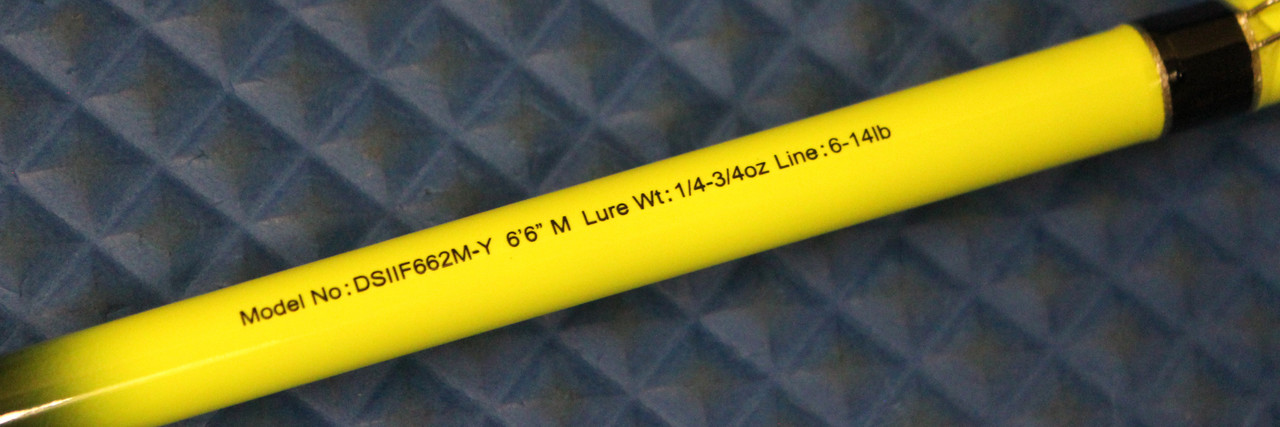 Model No:DSIIF662M-Y 6'6" M Lure Wt:1/4-3/4oz Line:6-14lb